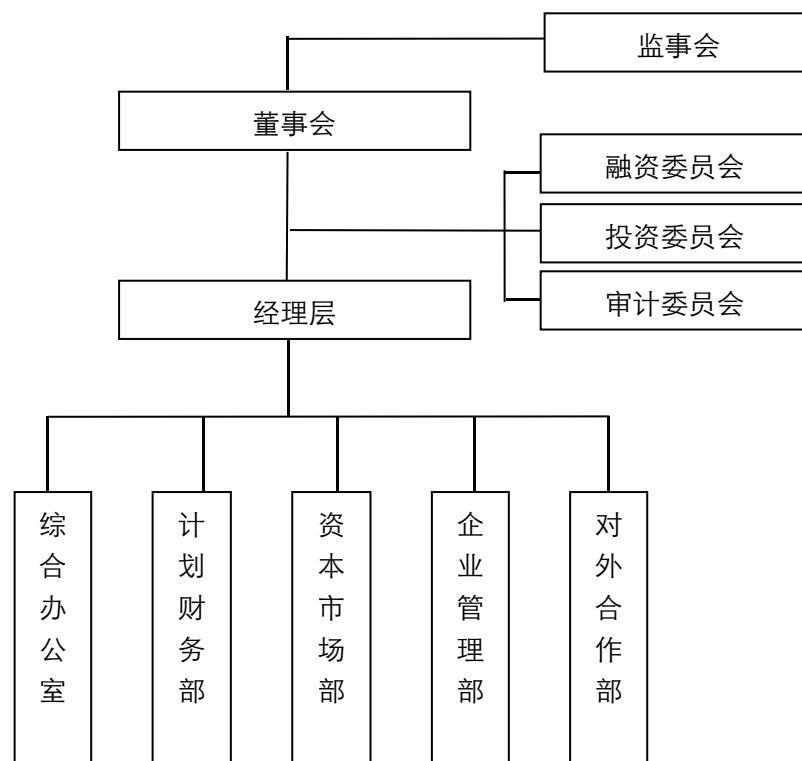 监事会
董事会
融资委员会
投资委员会
审计委员会
经理层
综合办公室
计划财务部
资本市场部
企业管理部
对外合作部